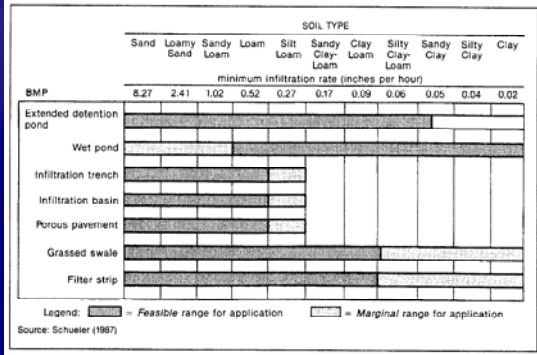 SOIL TYPE
Sand Loamy Sand Sandy Loam Loam Silt Loam Sandy Clay-Loam Clay Loam Silty Clay-Loam Sandy Clay Silty Clay Clay
minimum infiltration rate (inches per hour)
BMP 8.27 2.41 1.02 0.52 0.27 0.17 0.09 0.06 0.05 0.04 0.02
Extended detention
pond
Wet pond
Infiltration trench
Infiltration basin
Porous pavement
Grassed swale
Filter strip
Legend: = Feasible range for application = Marginal range for application
Source: Schueler (1987)